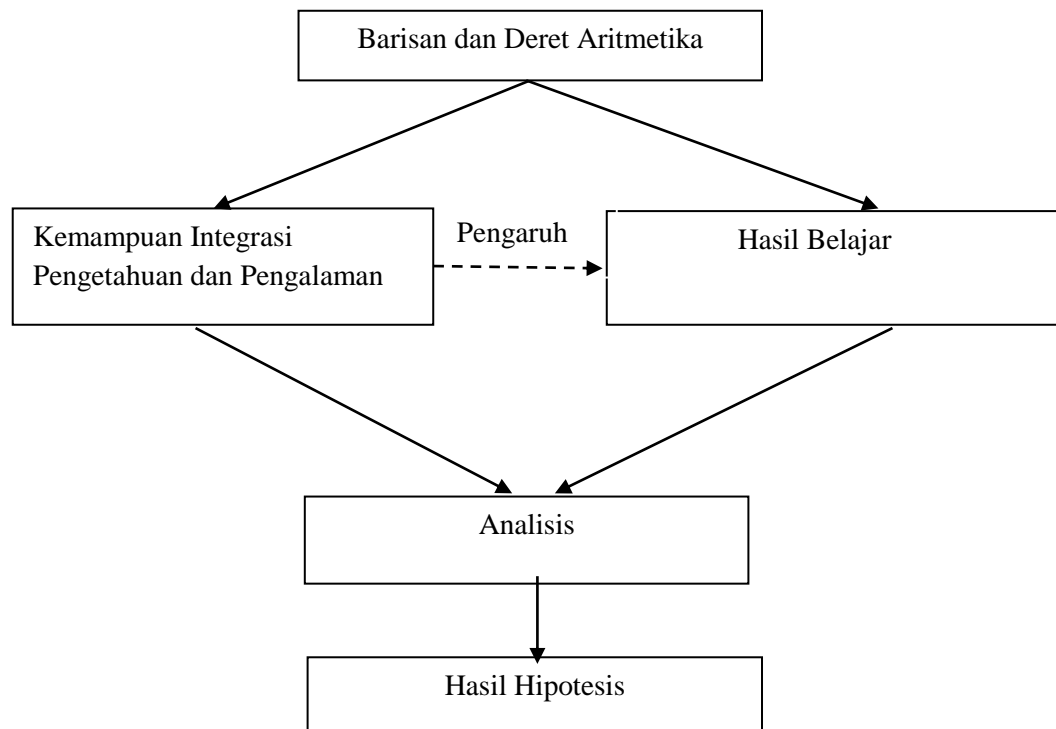 Barisan dan Deret Aritmetika
Kemampuan Integrasi
Pengetahuan dan Pengalaman
Pengaruh
Hasil Belajar
Analisis
Hasil Hipotesis